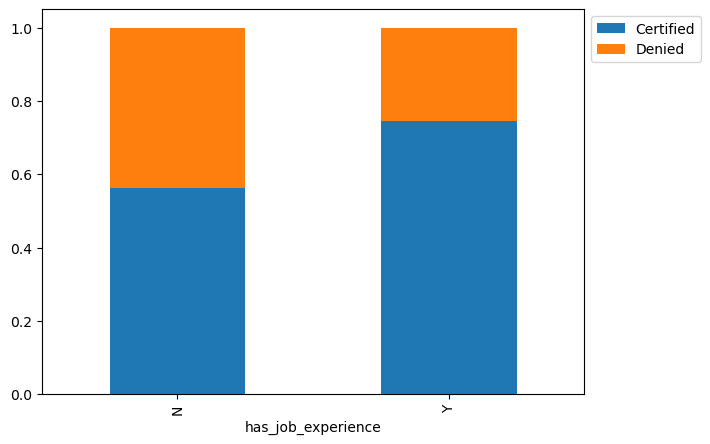 1.0
0.8
0.6
0.4
0.2
0.0
N
Y
has_job_experience
Certified
Denied